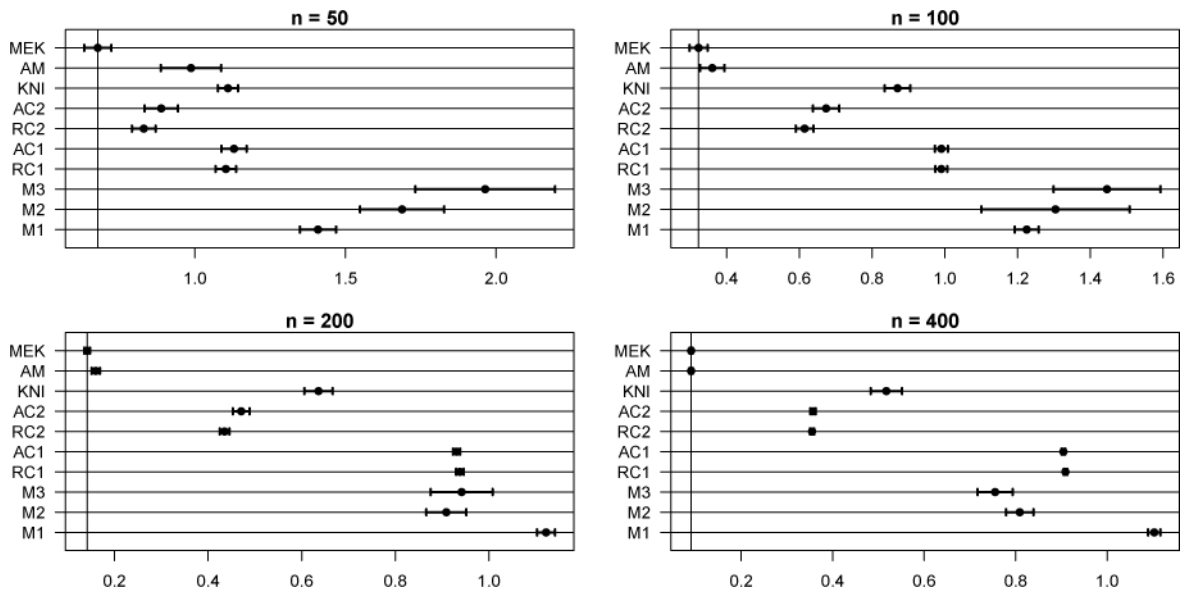 n = 50
MEK
AM
KNI
AC2
RC2
AC1
RC1
M3
M2
M1
1.0 1.5 2.0
n = 100
MEK
AM
KNI
AC2
RC2
AC1
RC1
M3
M2
M1
0.4 0.6 0.8 1.0 1.2 1.4 1.6
n = 200
MEK
AM
KNI
AC2
RC2
AC1
RC1
M3
M2
M1
0.2 0.4 0.6 0.8 1.0
n = 400
MEK
AM
KNI
AC2
RC2
AC1
RC1
M3
M2
M1
0.2 0.4 0.6 0.8 1.0